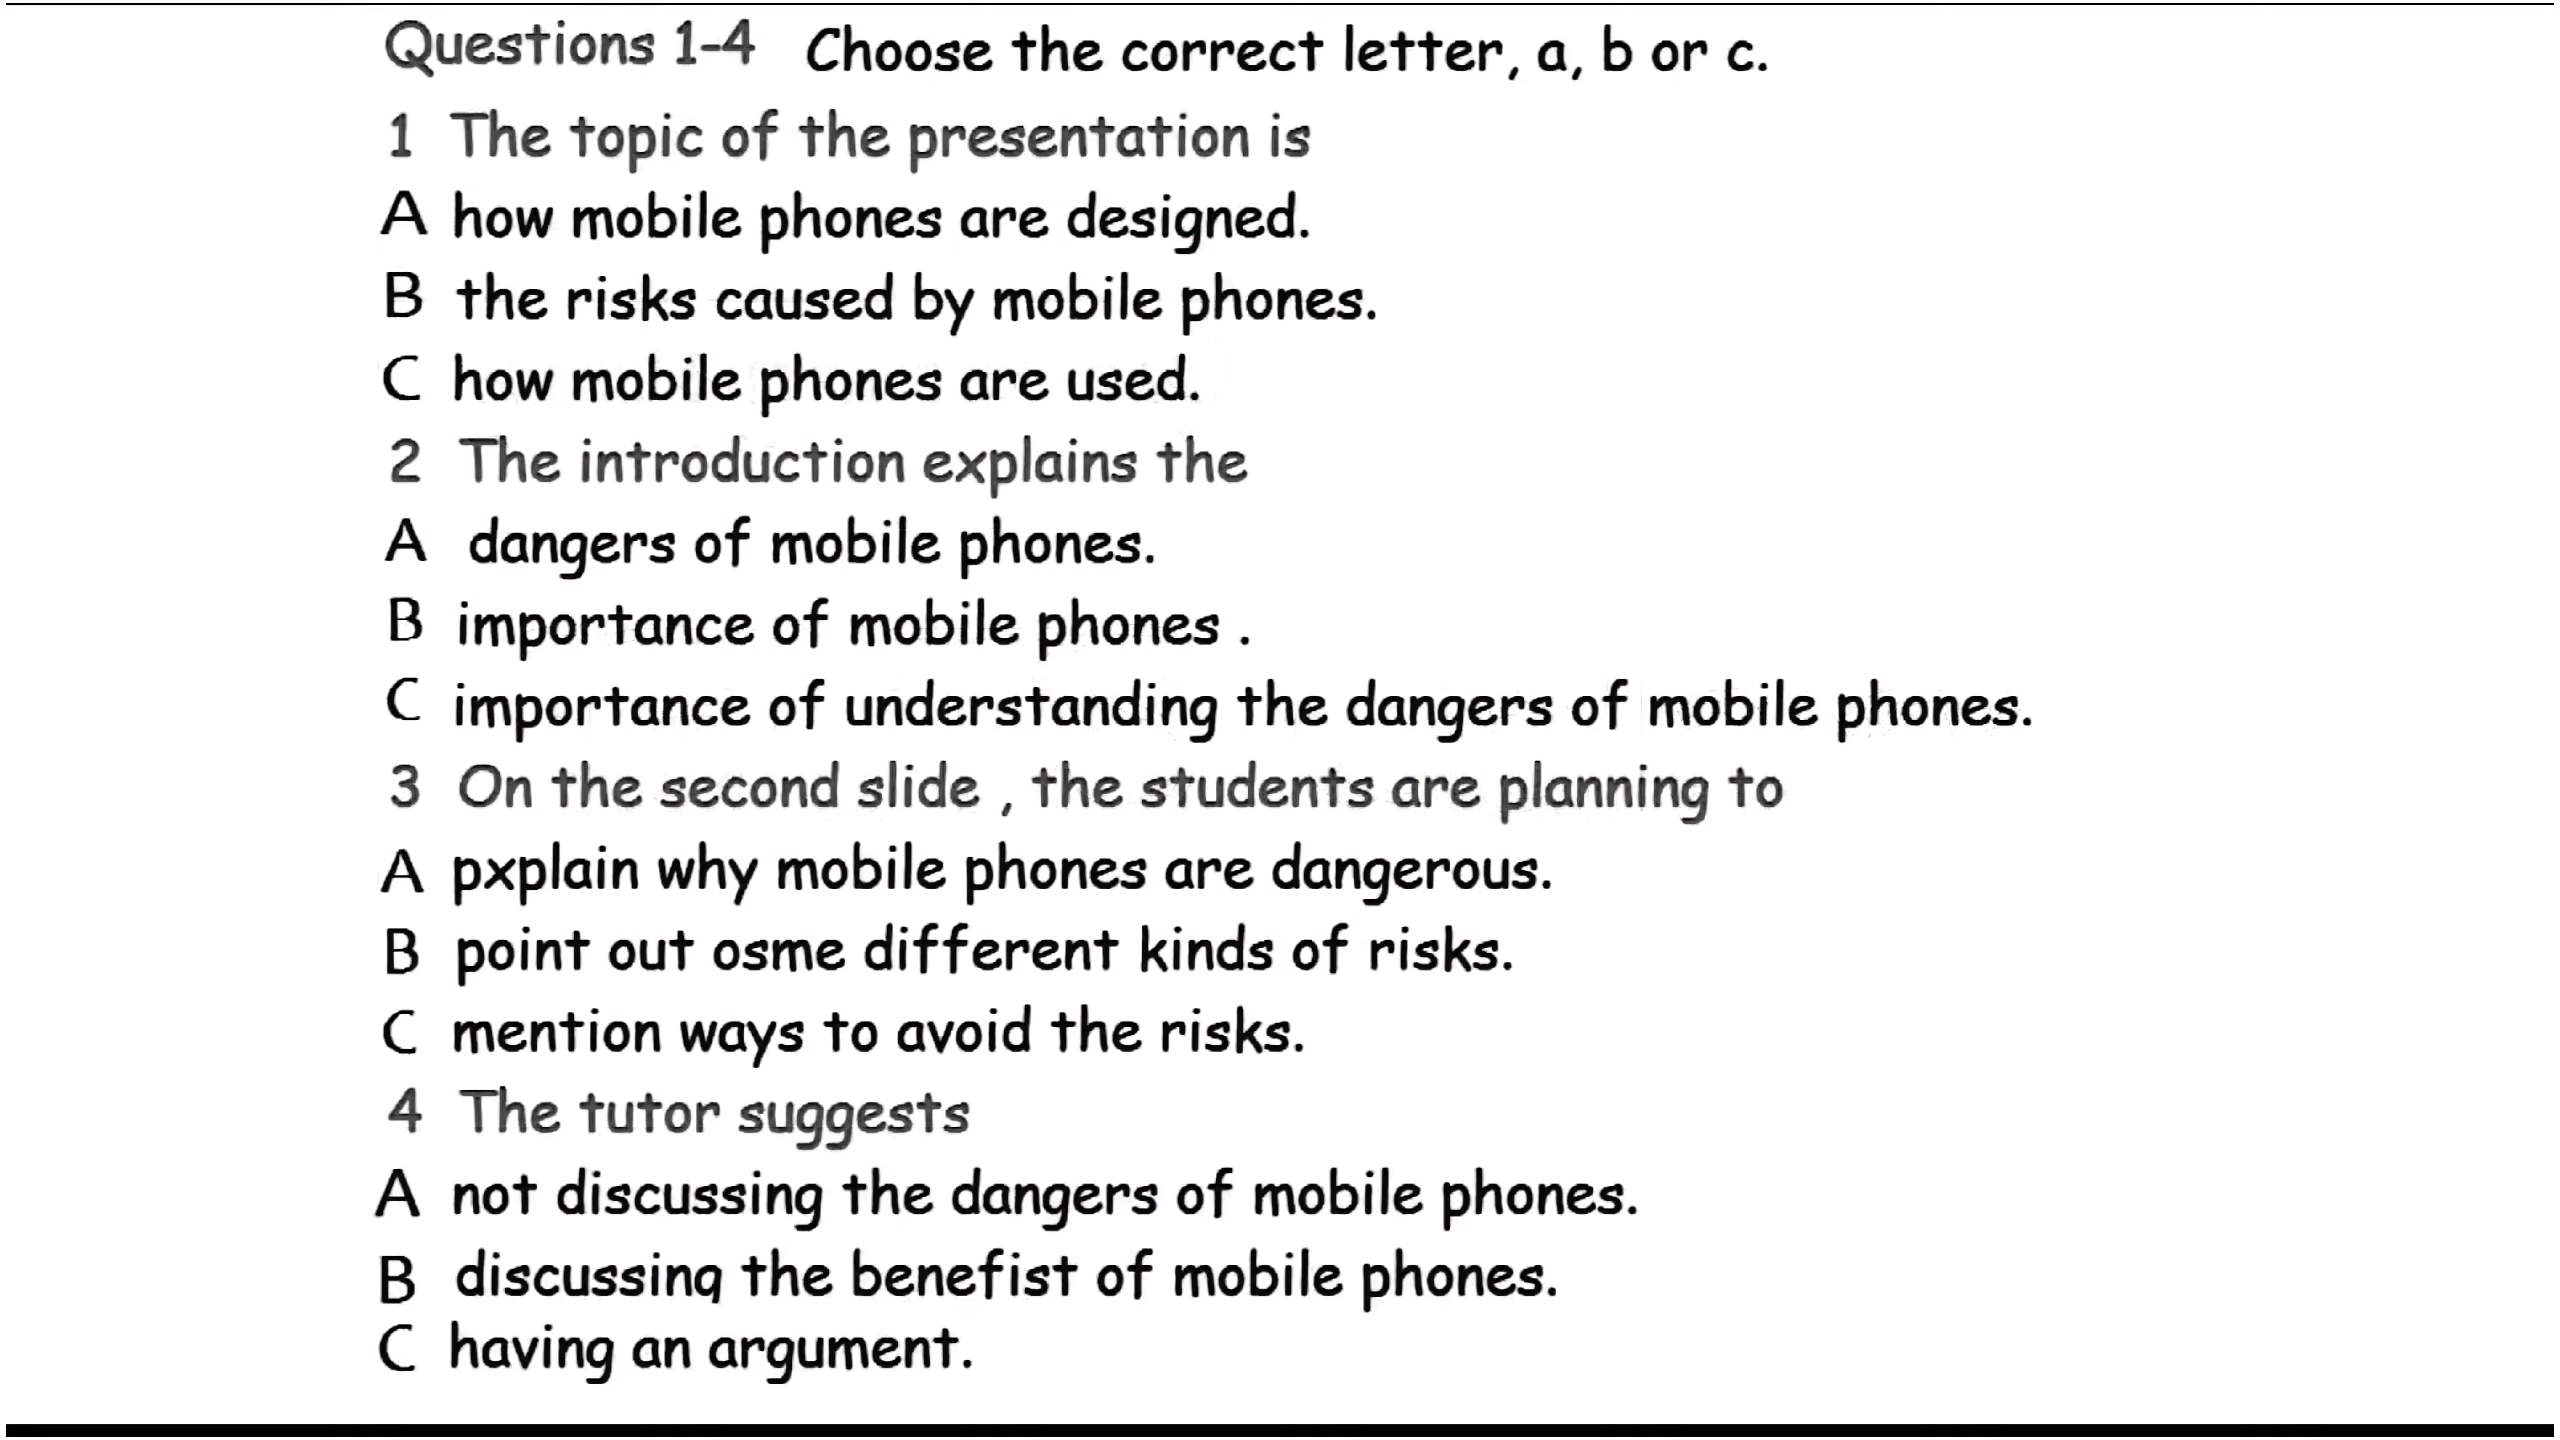 Questions 1-4 Choose the correct letter, a, b or c.
1 The topic of the presentation is
A how mobile phones are designed.
B the risks caused by mobile phones.
C how mobile phones are used.
2 The introduction explains the
A dangers of mobile phones.
B importance of mobile phones .
C importance of understanding the dangers of mobile phones.
3 On the second slide , the students are planning to
A pxplain why mobile phones are dangerous.
B point out osme different kinds of risks.
C mention ways to avoid the risks.
4 The tutor suggests
A not discussing the dangers of mobile phones.
B discussing the benefist of mobile phones.
C having an argument.